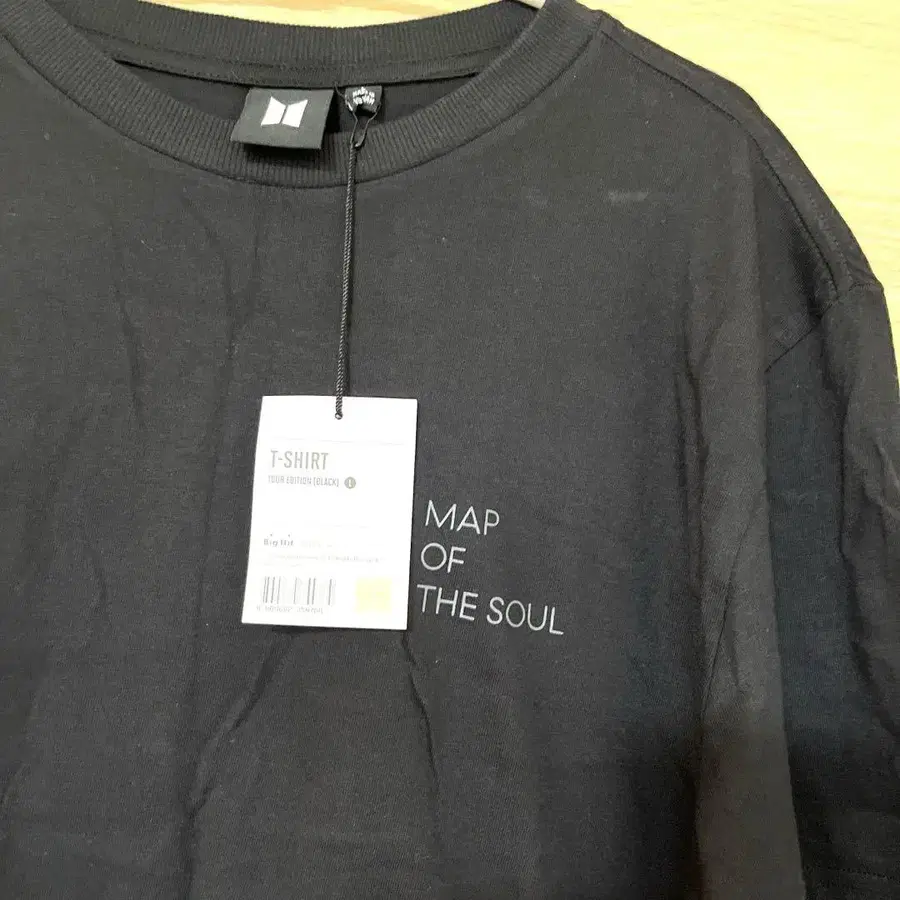 T-SHIRT
TOUR EDITION (BLACK) L
Big Hit
MAP
OF
THE SOUL